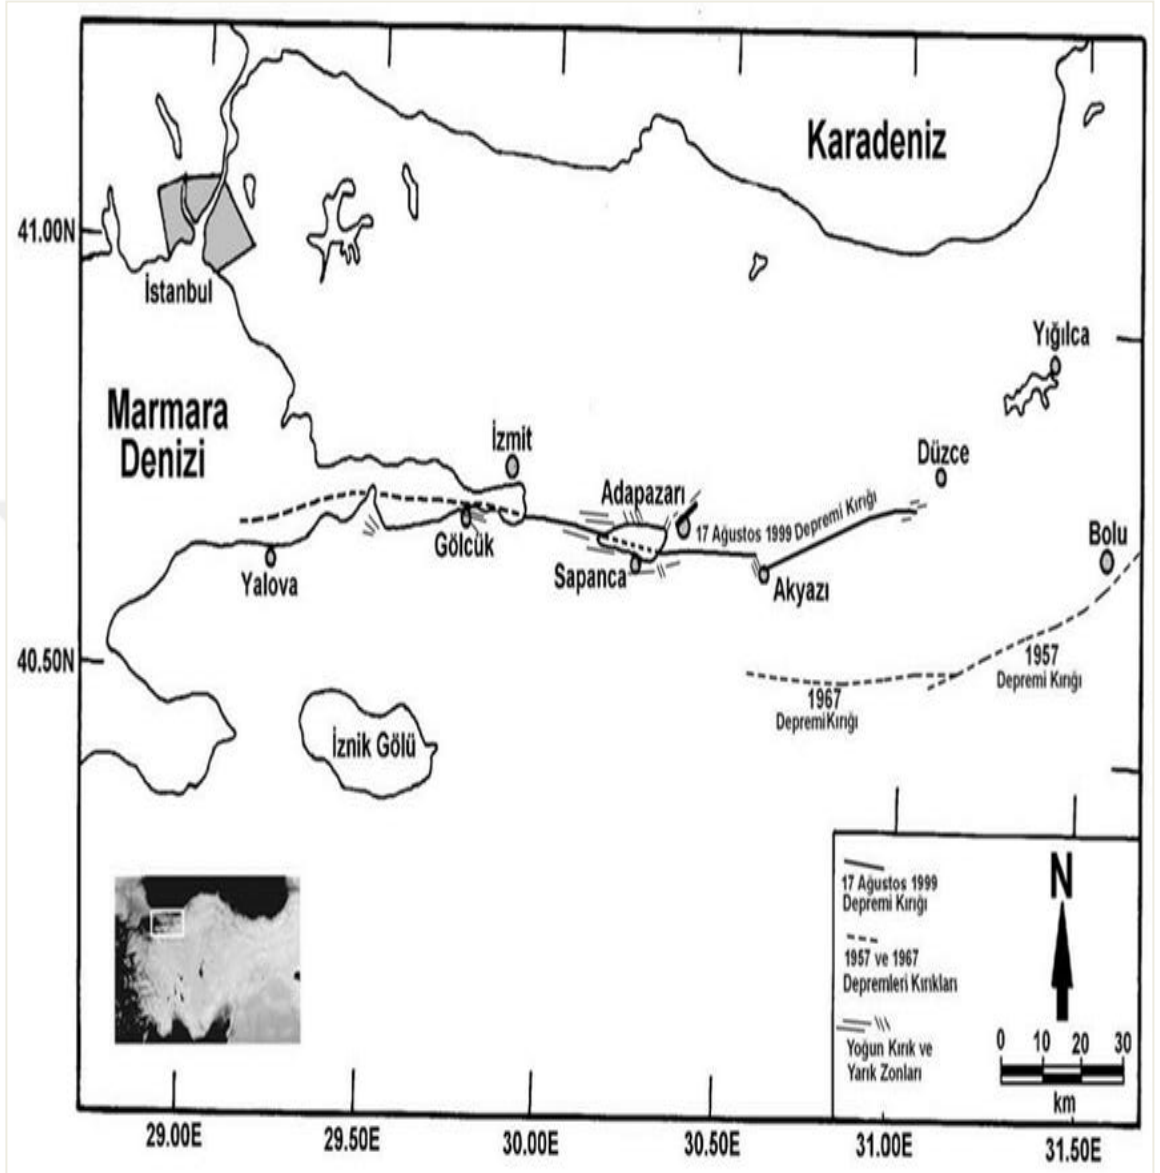 Karadeniz
41.00N
İstanbul
Yığılca
Marmara
Denizi
İzmit
Düzce
Adapazarı
17 Ağustos 1999 Depremi Kırığı
Bolu
Gölcük
Yalova
Sapanca
Akyazı
40.50N
1957
Depremi Kırığı
1967
DepremiKırığı
İznik Gölü
17 Ağustos 1999
Depremi Kırığı
1957 ve 1967
Depremleri Kırıkları
Yoğun Kırık ve
Yarık Zonları
N
0 10 20 30
km
29.00E 29.50E 30.00E 30.50E 31.00E 31.50E